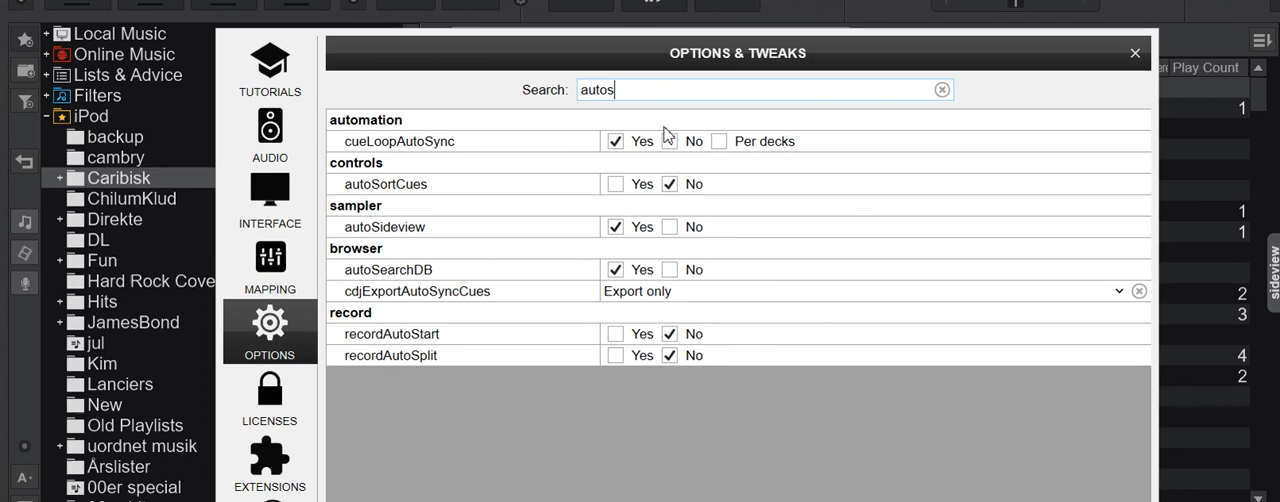 Local Music
Online Music
Lists & Advice
Filters
iPod
backup
cambry
Caribisk
ChilumKlud
Direkte
DL
Fun
Hard Rock Cove
Hits
JamesBond
jul
Kim
Lanciers
New
Old Playlists
uordnet musik
Årslister
00er special
A+
TUTORIALS
AUDIO
INTERFACE
MAPPING
OPTIONS
LICENSES
EXTENSIONS
OPTIONS & TWEAKS
Search: autos
automation
cueLoopAutoSync Yes No Per decks
controls
autoSortCues Yes No
sampler
autoSideview Yes No
browser
autoSearchDB Yes No
cdjExportAutoSyncCues Export only
record
recordAutoStart Yes No
recordAutoSplit Yes No
Play Count
1
1
1
2
3
4
2
sideview